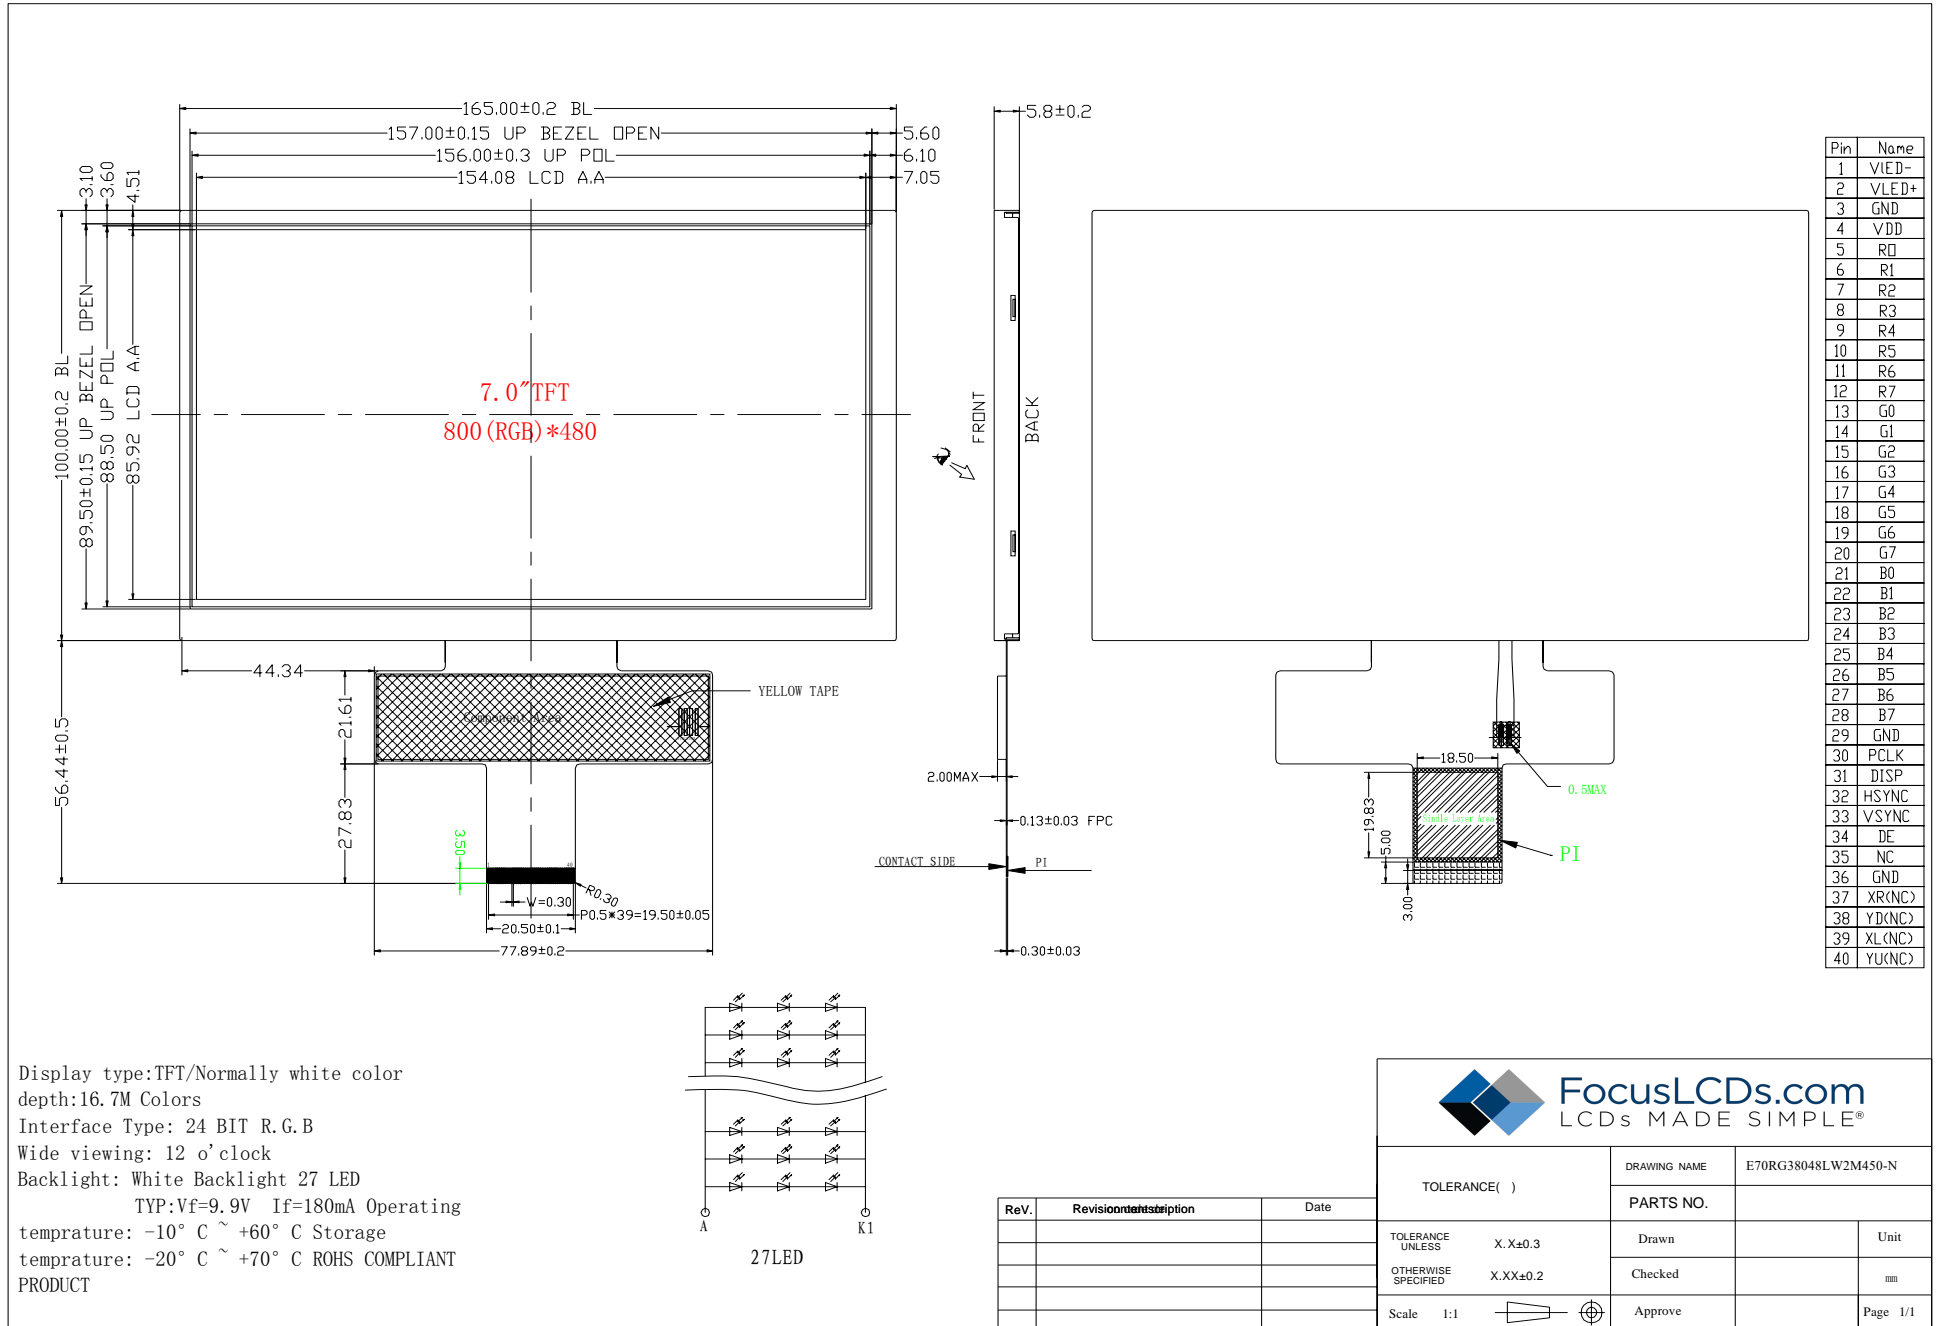 165.00±0.2 BL
157.00±0.15 UP BEZEL OPEN
5.60
156.00±0.3 UP POL
6.10
154.08 LCD A.A
7.05
3.10
3.60
4.51
100.00±0.2 BL
89.50±0.15 UP BEZEL OPEN
88.50 UP POL
85.92 LCD A.A
7.0″TFT
800(RGB)*480
5.8±0.2
FRONT
BACK
44.34
21.61
56.44±0.5
27.83
3.50
Component Area
YELLOW TAPE
1
40
R0.30
W=0.30
P0.5*39=19.50±0.05
20.50±0.1
77.89±0.2
2.00MAX
0.13±0.03 FPC
CONTACT SIDE
PI
0.30±0.03
18.50
0.5MAX
19.83
5.00
3.00
Sindle Layer Area
PI
Pin Name
1 VLED-
2 VLED+
3 GND
4 VDD
5 R0
6 R1
7 R2
8 R3
9 R4
10 R5
11 R6
12 R7
13 G0
14 G1
15 G2
16 G3
17 G4
18 G5
19 G6
20 G7
21 B0
22 B1
23 B2
24 B3
25 B4
26 B5
27 B6
28 B7
29 GND
30 PCLK
31 DISP
32 HSYNC
33 VSYNC
34 DE
35 NC
36 GND
37 XR(NC)
38 YD(NC)
39 XL(NC)
40 YU(NC)
Display type:TFT/Normally white color
depth:16.7M Colors
Interface Type: 24 BIT R.G.B
Wide viewing: 12 o'clock
Backlight: White Backlight 27 LED
TYP:Vf=9.9V If=180mA Operating
temprature: -10° C ~ +60° C Storage
temprature: -20° C ~ +70° C ROHS COMPLIANT
PRODUCT
A
K1
27LED
ReV.
Date
FocusLCDs.com
LCDs MADE SIMPLE®
TOLERANCE( )
DRAWING NAME E70RG38048LW2M450-N
PARTS NO.
TOLERANCE UNLESS X.X±0.3
Drawn
Unit
OTHERWISE SPECIFIED X.XX±0.2
Checked
mm
Scale 1:1
Approve
Page 1/1